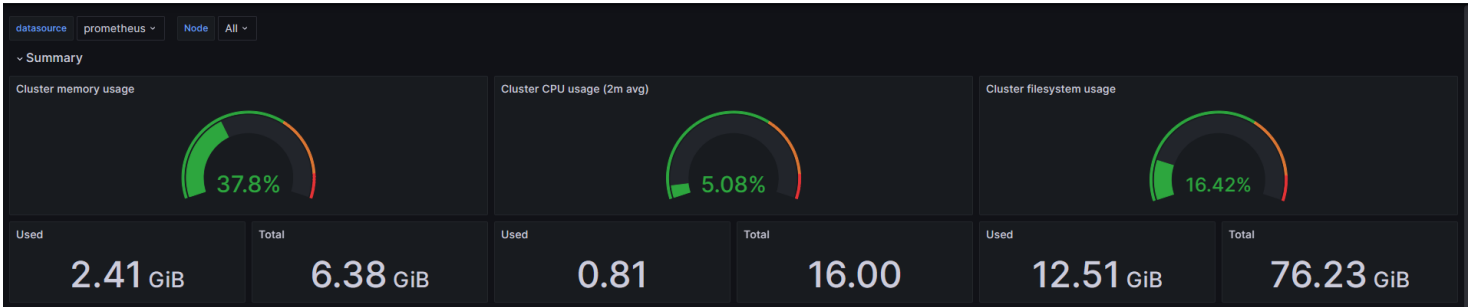 datasource prometheus Node All
Summary
Cluster memory usage
37.8%
Cluster CPU usage (2m avg)
5.08%
Cluster filesystem usage
16.42%
Used
2.41 GiB
Total
6.38 GiB
Used
0.81
Total
16.00
Used
12.51 GiB
Total
76.23 GiB